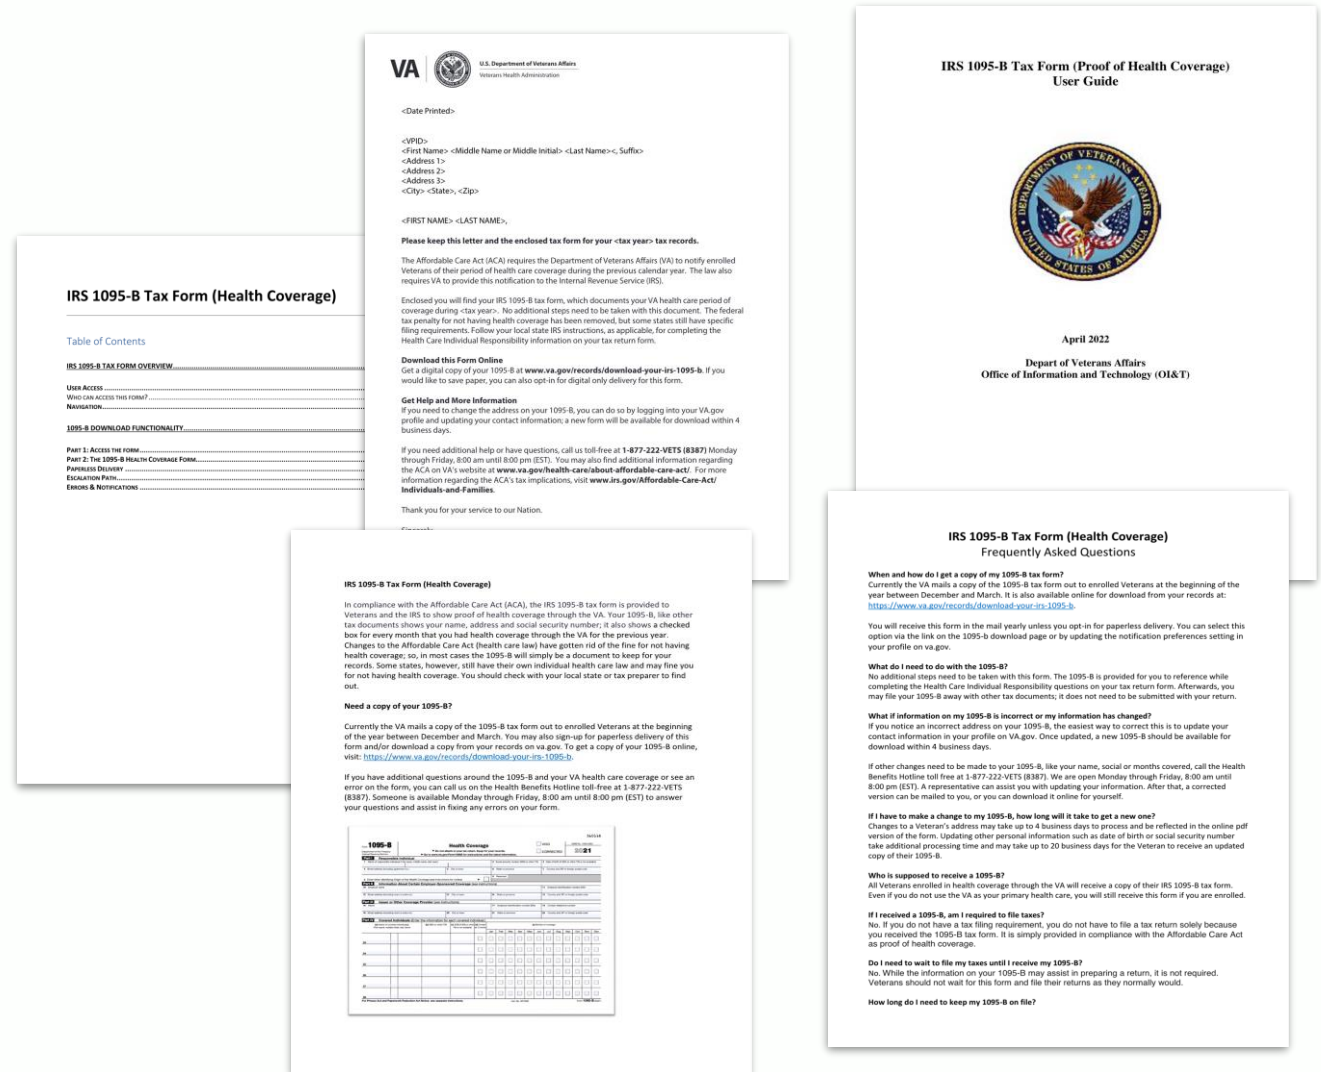 IRS 1095-B Tax Form (Health Coverage)
Table of Contents
IRS 1095-B TAX FORM OVERVIEW
USER ACCESS
WHO CAN ACCESS THIS FORM?
NAVIGATION
1095-B DOWNLOAD FUNCTIONALITY
PART 1: ACCESS THE FORM
PART 2: THE 1095-B HEALTH COVERAGE FORM
PAPERLESS DELIVERY
ESCALATION PATH
ERRORS & NOTIFICATIONS
VA
U.S. Department of Veterans Affairs
Veterans Health Administration
<Date Printed>
<VPID>
<First Name> <Middle Name or Middle Initial> <Last Name><, Suffix>
<Address 1>
<Address 2>
<Address 3>
<City> <State>, <Zip>
<FIRST NAME> <LAST NAME>,
Please keep this letter and the enclosed tax form for your <tax year> tax records.
The Affordable Care Act (ACA) requires the Department of Veterans Affairs (VA) to notify enrolled
Veterans of their period of health care coverage during the previous calendar year. The law also
requires VA to provide this notification to the Internal Revenue Service (IRS).
Enclosed you will find your IRS 1095-B tax form, which documents your VA health care period of
coverage during <tax year>. No additional steps need to be taken with this document. The federal
tax penalty for not having health coverage has been removed, but some states still have specific
filing requirements. Follow your local state IRS instructions, as applicable, for completing the
Health Care Individual Responsibility information on your tax return form.
Download this Form Online
Get a digital copy of your 1095-B at www.va.gov/records/download-your-irs-1095-b. If you
would like to save paper, you can also opt-in for digital only delivery for this form.
Get Help and More Information
If you need to change the address on your 1095-B, you can do so by logging into your VA.gov
profile and updating your contact information; a new form will be available for download within 4
business days.
If you need additional help or have questions, call us toll-free at 1-877-222-VETS (8387) Monday
through Friday, 8:00 am until 8:00 pm (EST). You may also find additional information regarding
the ACA on VA's website at www.va.gov/health-care/about-affordable-care-act/. For more
information regarding the ACA's tax implications, visit www.irs.gov/Affordable-Care-Act/
Individuals-and-Families.
Thank you for your service to our Nation.
IRS 1095-B Tax Form (Proof of Health Coverage)
User Guide
DEPARTMENT OF VETERANS AFFAIRS
UNITED STATES OF AMERICA
April 2022
Depart of Veterans Affairs
Office of Information and Technology (OI&T)
IRS 1095-B Tax Form (Health Coverage)
In compliance with the Affordable Care Act (ACA), the IRS 1095-B tax form is provided to
Veterans and the IRS to show proof of health coverage through the VA. Your 1095-B, like other
tax documents shows your name, address and social security number; it also shows a checked
box for every month that you had health coverage through the VA for the previous year.
Changes to the Affordable Care Act (health care law) have gotten rid of the fine for not having
health coverage; so, in most cases the 1095-B will simply be a document to keep for your
records. Some states, however, still have their own individual health care law and may fine you
for not having health coverage. You should check with your local state or tax preparer to find
out.
Need a copy of your 1095-B?
Currently the VA mails a copy of the 1095-B tax form out to enrolled Veterans at the beginning
of the year between December and March. You may also sign-up for paperless delivery of this
form and/or download a copy from your records on va.gov. To get a copy of your 1095-B online,
visit: https://www.va.gov/records/download-your-irs-1095-b.
If you have additional questions around the 1095-B and your VA health care coverage or see an
error on the form, you can call us on the Health Benefits Hotline toll-free at 1-877-222-VETS
(8387). Someone is available Monday through Friday, 8:00 am until 8:00 pm (EST) to answer
your questions and assist in fixing any errors on your form.
1095-B
Health Coverage
2021
IRS 1095-B Tax Form (Health Coverage)
Frequently Asked Questions
When and how do I get a copy of my 1095-B tax form?
Currently the VA mails a copy of the 1095-B tax form out to enrolled Veterans at the beginning of the
year between December and March. It is also available online for download from your records at:
https://www.va.gov/records/download-your-irs-1095-b.
You will receive this form in the mail yearly unless you opt-in for paperless delivery. You can select this
option via the link on the 1095-b download page or by updating the notification preferences setting in
your profile on va.gov.
What do I need to do with the 1095-B?
No additional steps need to be taken with this form. The 1095-B is provided for you to reference while
completing the Health Care Individual Responsibility questions on your tax return form. Afterwards, you
may file your 1095-B away with other tax documents; it does not need to be submitted with your return.
What if information on my 1095-B is incorrect or my information has changed?
If you notice an incorrect address on your 1095-B, the easiest way to correct this is to update your
contact information in your profile on VA.gov. Once updated, a new 1095-B should be available for
download within 4 business days.
If other changes need to be made to your 1095-B, like your name, social or months covered, call the Health
Benefits Hotline toll free at 1-877-222-VETS (8387). We are open Monday through Friday, 8:00 am until
8:00 pm (EST). A representative can assist you with updating your information. After that, a corrected
version can be mailed to you, or you can download it online for yourself.
If I have to make a change to my 1095-B, how long will it take to get a new one?
Changes to a Veteran's address may take up to 4 business days to process and be reflected in the online pdf
version of the form. Updating other personal information such as date of birth or social security number
take additional processing time and may take up to 20 business days for the Veteran to receive an updated
copy of their 1095-B.
Who is supposed to receive a 1095-B?
All Veterans enrolled in health coverage through the VA will receive a copy of their IRS 1095-B tax form.
Even if you do not use the VA as your primary health care, you will still receive this form if you are enrolled.
If I received a 1095-B, am I required to file taxes?
No. If you do not have a tax filing requirement, you do not have to file a tax return solely because
you received the 1095-B tax form. It is simply provided in compliance with the Affordable Care Act
as proof of health coverage.
Do I need to wait to file my taxes until I receive my 1095-B?
No. While the information on your 1095-B may assist in preparing a return, it is not required.
Veterans should not wait for this form and file their returns as they normally would.
How long do I need to keep my 1095-B on file?